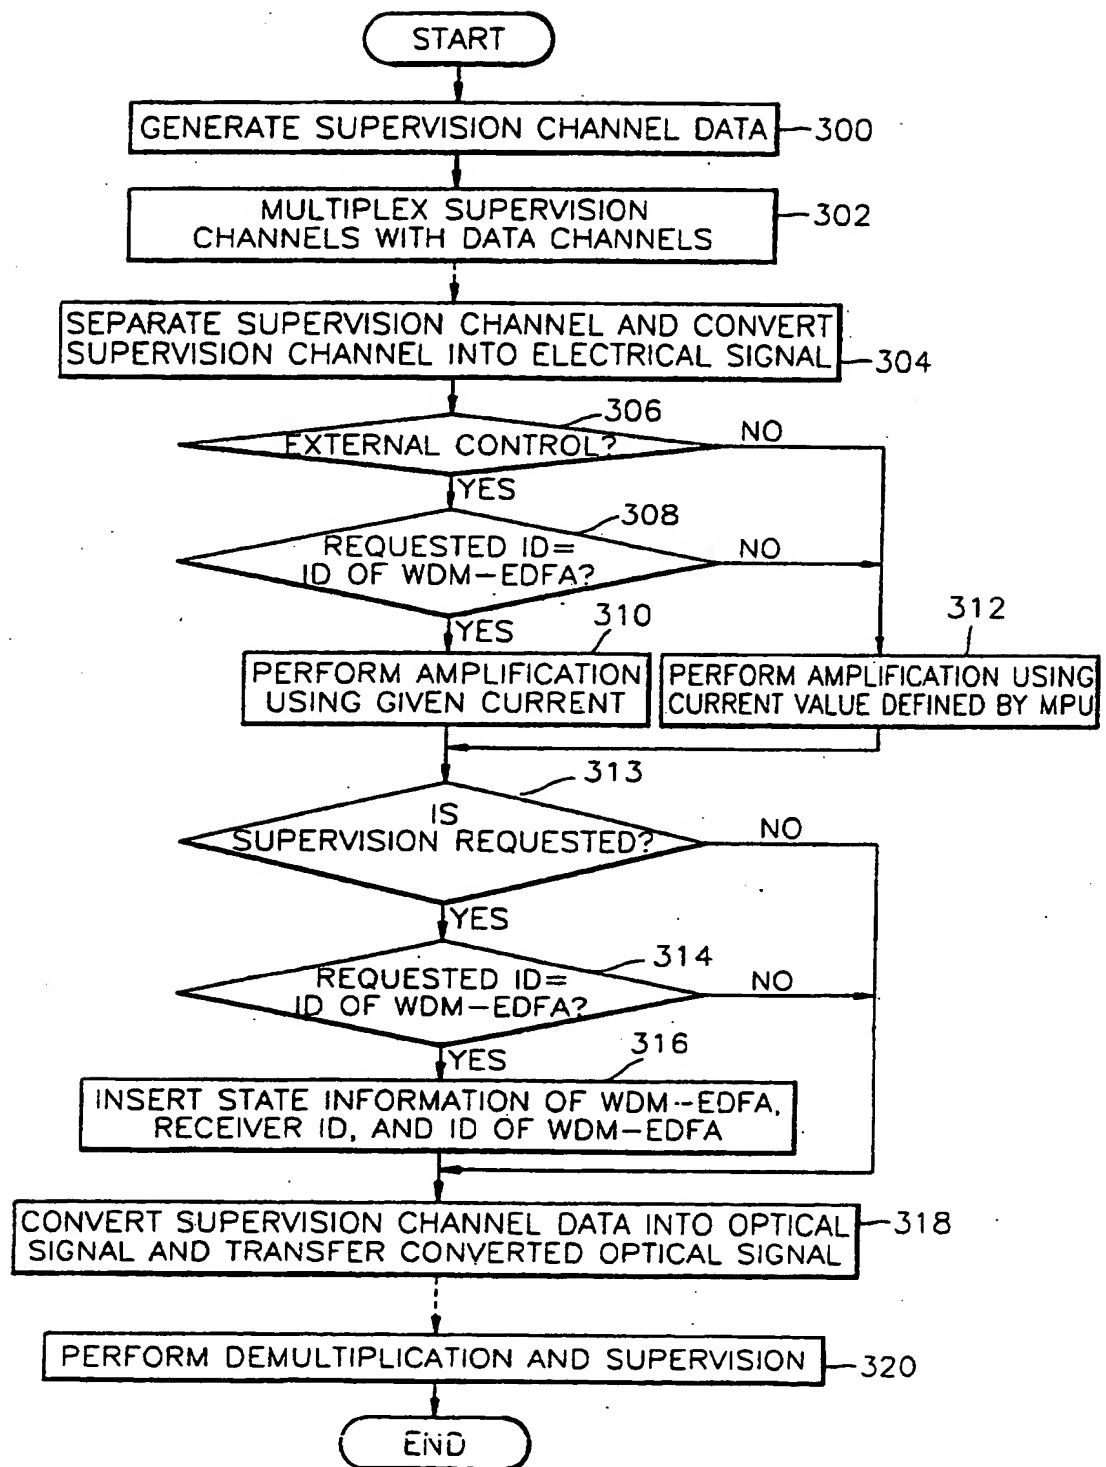 START
GENERATE SUPERVISION CHANNEL DATA
300
MULTIPLEX SUPERVISION
CHANNELS WITH DATA CHANNELS
302
SEPARATE SUPERVISION CHANNEL AND CONVERT
SUPERVISION CHANNEL INTO ELECTRICAL SIGNAL
304
306
EXTERNAL CONTROL?
NO
YES
308
REQUESTED ID=
ID OF WDM-EDFA?
NO
YES
310
PERFORM AMPLIFICATION
USING GIVEN CURRENT
312
PERFORM AMPLIFICATION USING
CURRENT VALUE DEFINED BY MPU
313
IS
SUPERVISION REQUESTED?
NO
YES
314
REQUESTED ID=
ID OF WDM-EDFA?
NO
YES
316
INSERT STATE INFORMATION OF WDM-EDFA,
RECEIVER ID, AND ID OF WDM-EDFA
CONVERT SUPERVISION CHANNEL DATA INTO OPTICAL
SIGNAL AND TRANSFER CONVERTED OPTICAL SIGNAL
318
PERFORM DEMULTIPLICATION AND SUPERVISION
320
END